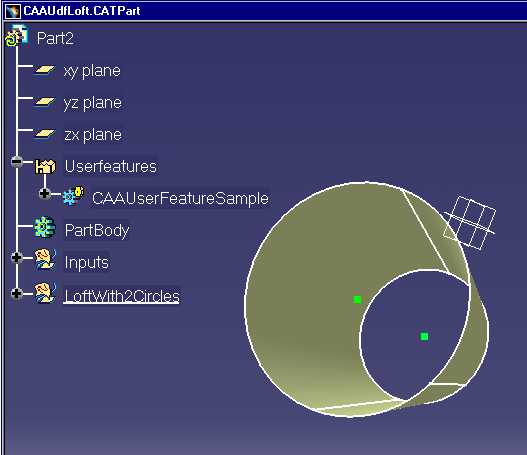 CAAUdfLoft.CATPart
Part2
xy plane
yz plane
zx plane
Userfeatures
CAAUserFeatureSample
PartBody
Inputs
LoftWith2Circles